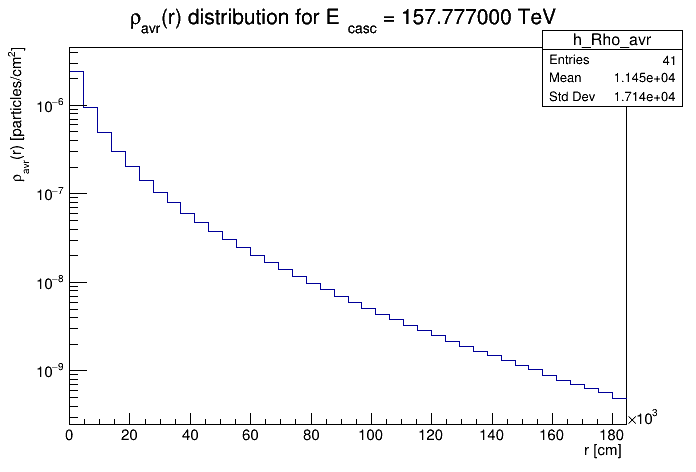 ρavr(r) distribution for E casc = 157.777000 TeV
h_Rho_avr
Entries 41
Mean 1.145e+04
Std Dev 1.714e+04
ρavr(r) [particles/cm²]
10⁻⁶
10⁻⁷
10⁻⁸
10⁻⁹
0 20 40 60 80 100 120 140 160 180
×10³
r [cm]